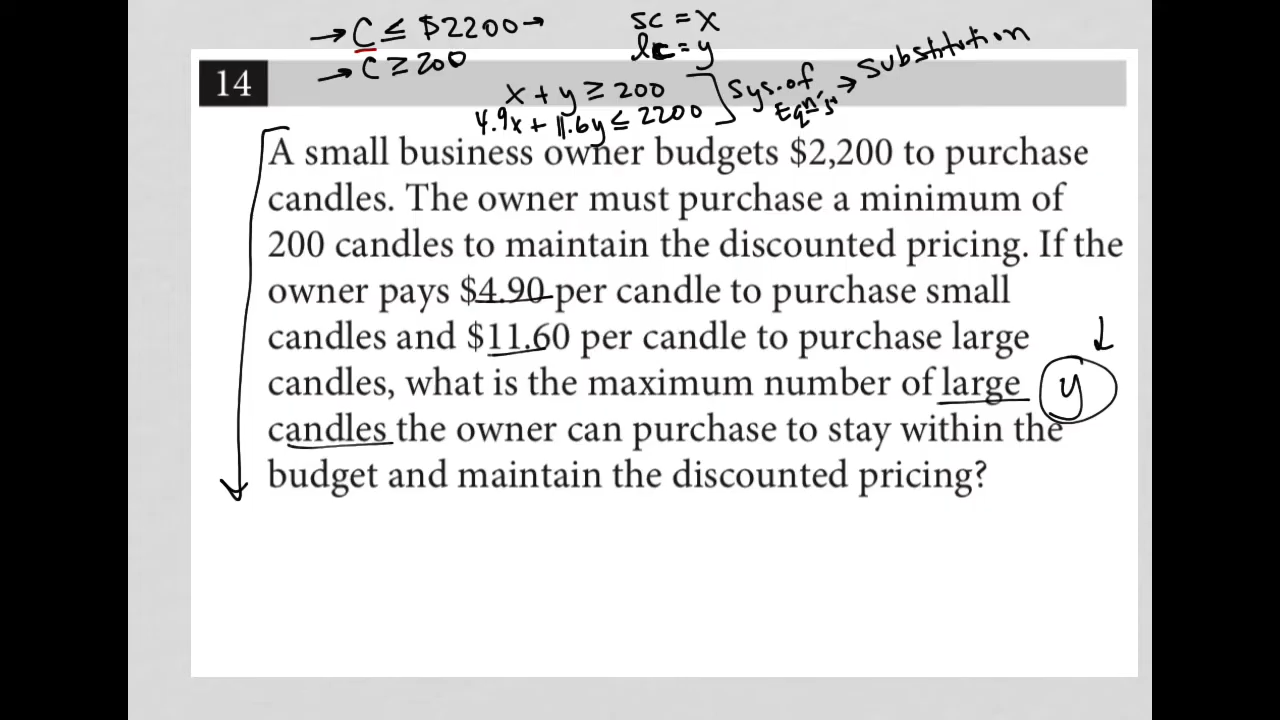 → C ≤ $2200 →
→ C ≥ 200
sc = x
lc = y
14
x + y ≥ 200
4.9x + 11.6y ≤ 2200
Sys. of
Eqn's → Substitution
A small business owner budgets $2,200 to purchase
candles. The owner must purchase a minimum of
200 candles to maintain the discounted pricing. If the
owner pays $4.90 per candle to purchase small
candles and $11.60 per candle to purchase large
candles, what is the maximum number of large
y
candles the owner can purchase to stay within the
budget and maintain the discounted pricing?